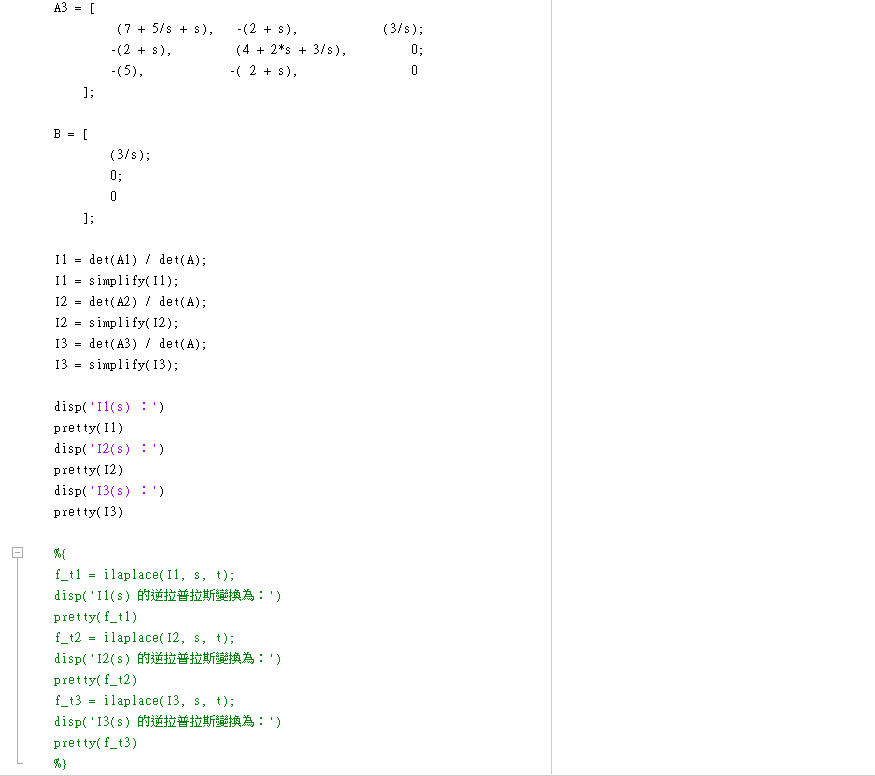 A3 = [
(7 + 5/s + s), -(2 + s), (3/s);
-(2 + s), (4 + 2*s + 3/s), 0;
-(5), -( 2 + s), 0
];
B = [
(3/s);
0;
0
];
I1 = det(A1) / det(A);
I1 = simplify(I1);
I2 = det(A2) / det(A);
I2 = simplify(I2);
I3 = det(A3) / det(A);
I3 = simplify(I3);
disp('I1(s) ：')
pretty(I1)
disp('I2(s) ：')
pretty(I2)
disp('I3(s) ：')
pretty(I3)
%{
f_t1 = ilaplace(I1, s, t);
disp('I1(s) 的逆拉普拉斯變換為：')
pretty(f_t1)
f_t2 = ilaplace(I2, s, t);
disp('I2(s) 的逆拉普拉斯變換為：')
pretty(f_t2)
f_t3 = ilaplace(I3, s, t);
disp('I3(s) 的逆拉普拉斯變換為：')
pretty(f_t3)
%}